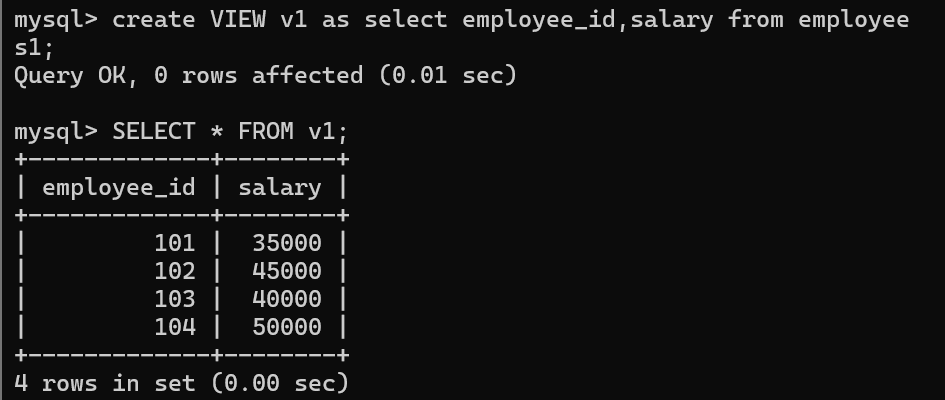 mysql> create VIEW v1 as select employee_id,salary from employee
s1;
Query OK, 0 rows affected (0.01 sec)

mysql> SELECT * FROM v1;
+-------------+--------+
| employee_id | salary |
+-------------+--------+
|         101 |  35000 |
|         102 |  45000 |
|         103 |  40000 |
|         104 |  50000 |
+-------------+--------+
4 rows in set (0.00 sec)